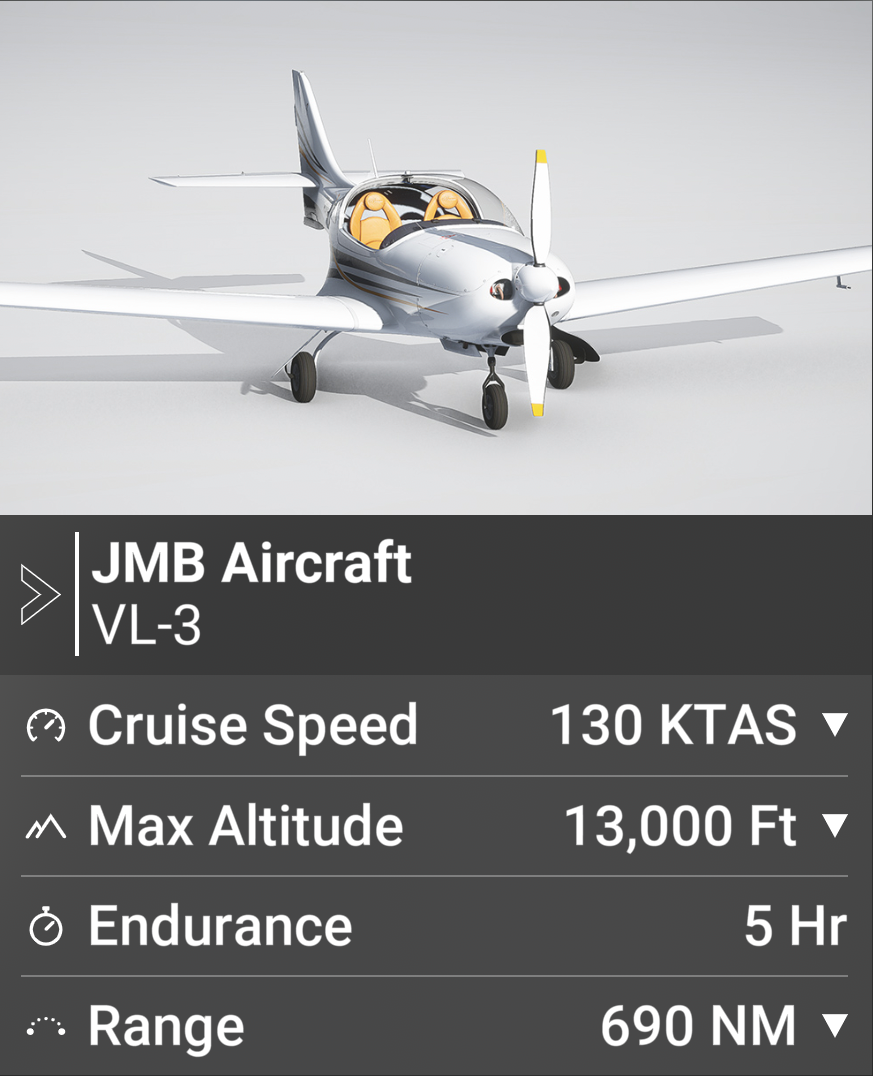 JMB Aircraft
VL-3
Cruise Speed 130 KTAS
Max Altitude 13,000 Ft
Endurance 5 Hr
Range 690 NM